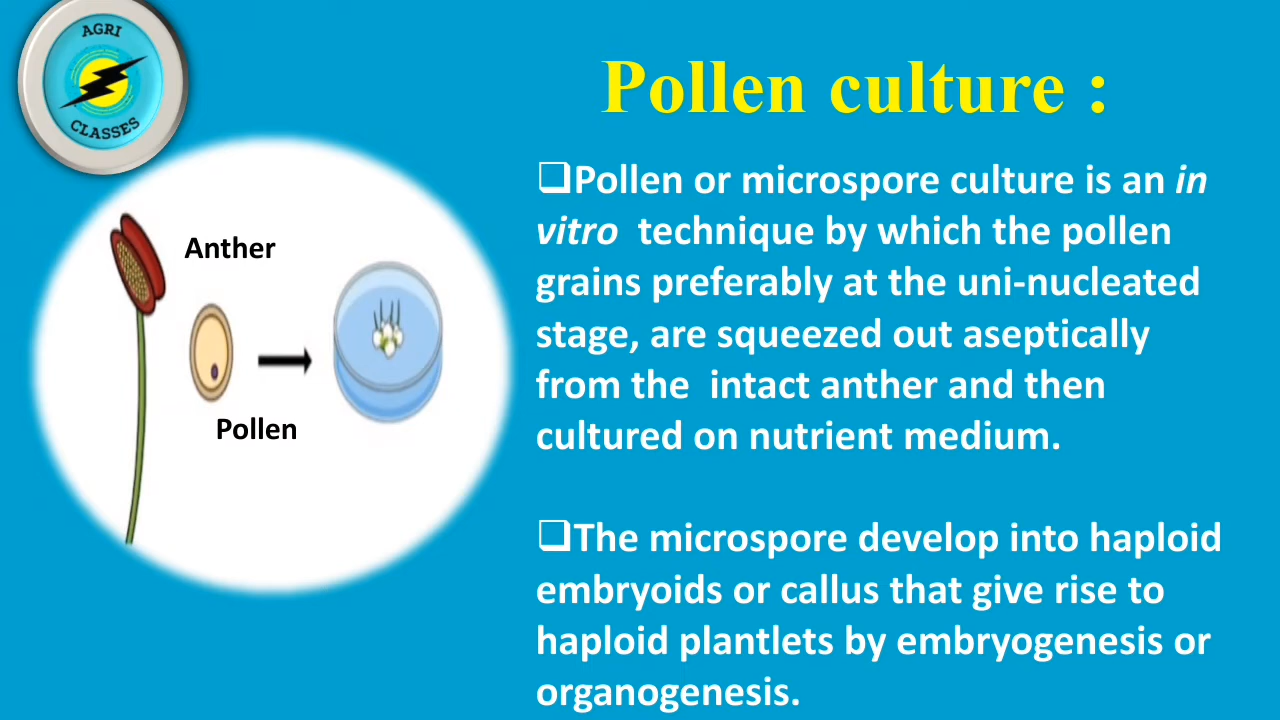 AGRI
CLASSES
Pollen culture :
❑Pollen or microspore culture is an in
vitro technique by which the pollen
grains preferably at the uni-nucleated
stage, are squeezed out aseptically
from the intact anther and then
cultured on nutrient medium.
❑The microspore develop into haploid
embryoids or callus that give rise to
haploid plantlets by embryogenesis or
organogenesis.
Anther
Pollen